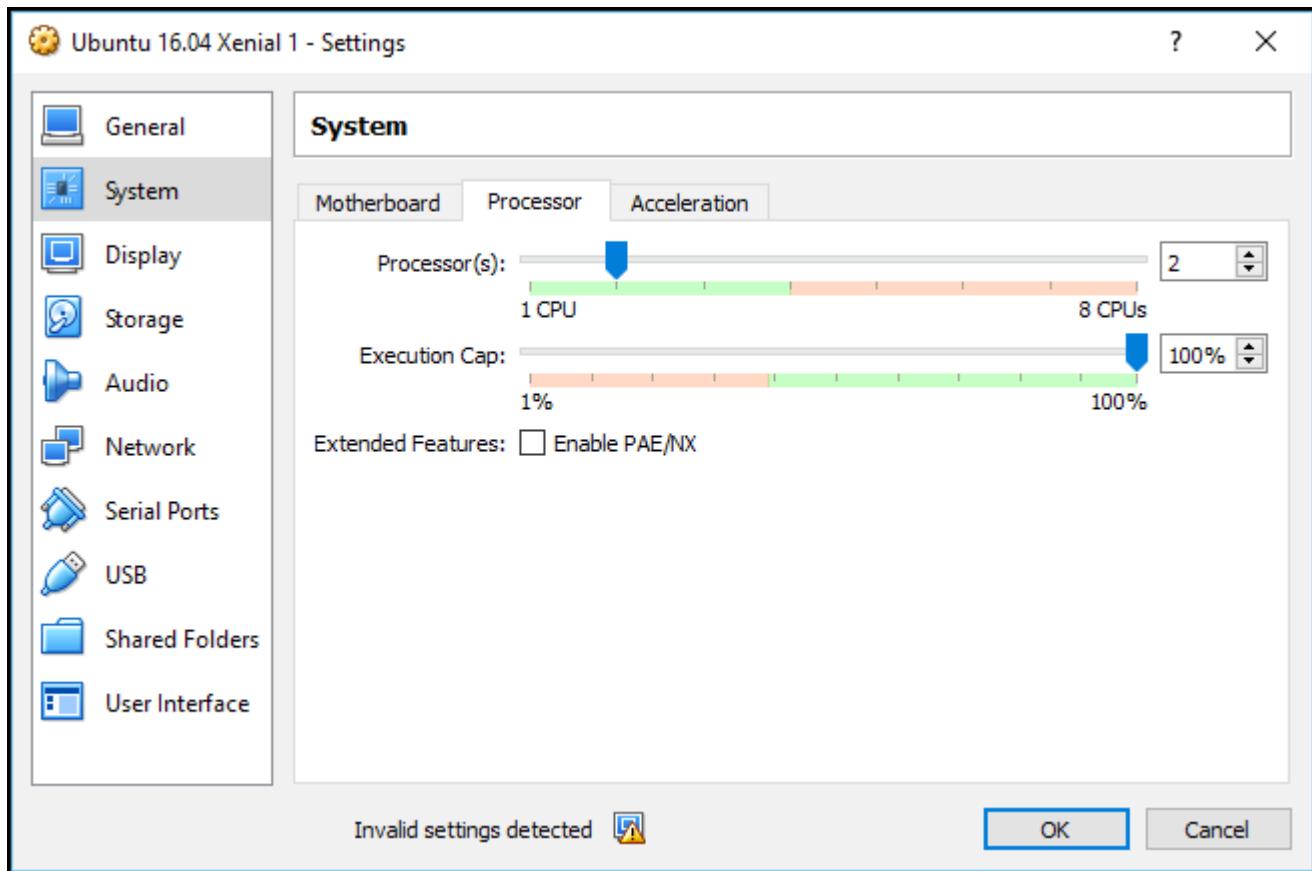 Ubuntu 16.04 Xenial 1 - Settings ?
General
System
Display
Storage
Audio
Network
Serial Ports
USB
Shared Folders
User Interface
System
Motherboard Processor Acceleration
Processor(s): 2
1 CPU 8 CPUs
Execution Cap: 100%
1% 100%
Extended Features: Enable PAE/NX
Invalid settings detected OK Cancel